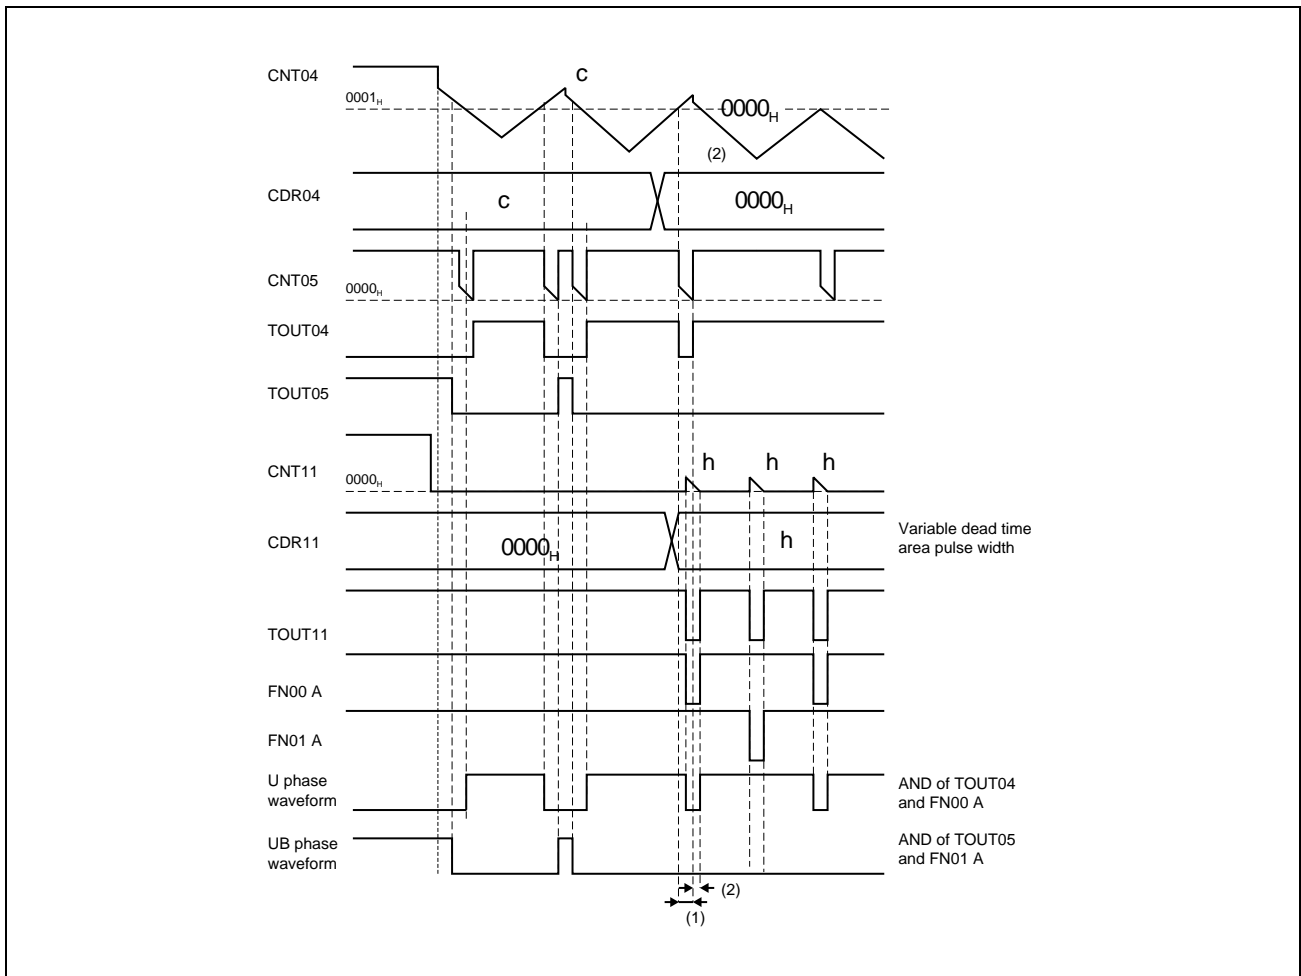 CNT04
c
0001H
0000H
(2)
CDR04
c
0000H
CNT05
0000H
TOUT04
TOUT05
CNT11
0000H
h
h
h
CDR11
0000H
h
Variable dead time
area pulse width
TOUT11
FN00 A
FN01 A
U phase
waveform
AND of TOUT04
and FN00 A
UB phase
waveform
AND of TOUT05
and FN01 A
(2)
(1)